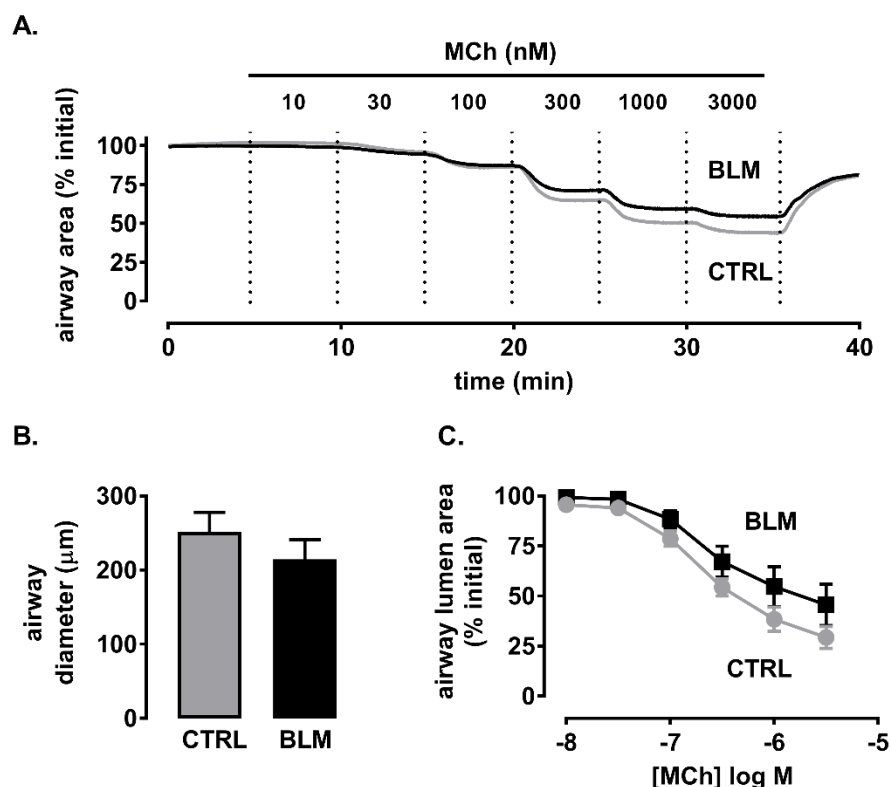 A.
MCh (nM)
10 30 100 300 1000 3000
airway area (% initial)
100
75
50
25
0
BLM
CTRL
0 10 20 30 40
time (min)
B.
airway
diameter (μm)
300
200
100
0
CTRL BLM
C.
airway lumen area
(% initial)
100
75
50
25
0
BLM
CTRL
-8 -7 -6 -5
[MCh] log M